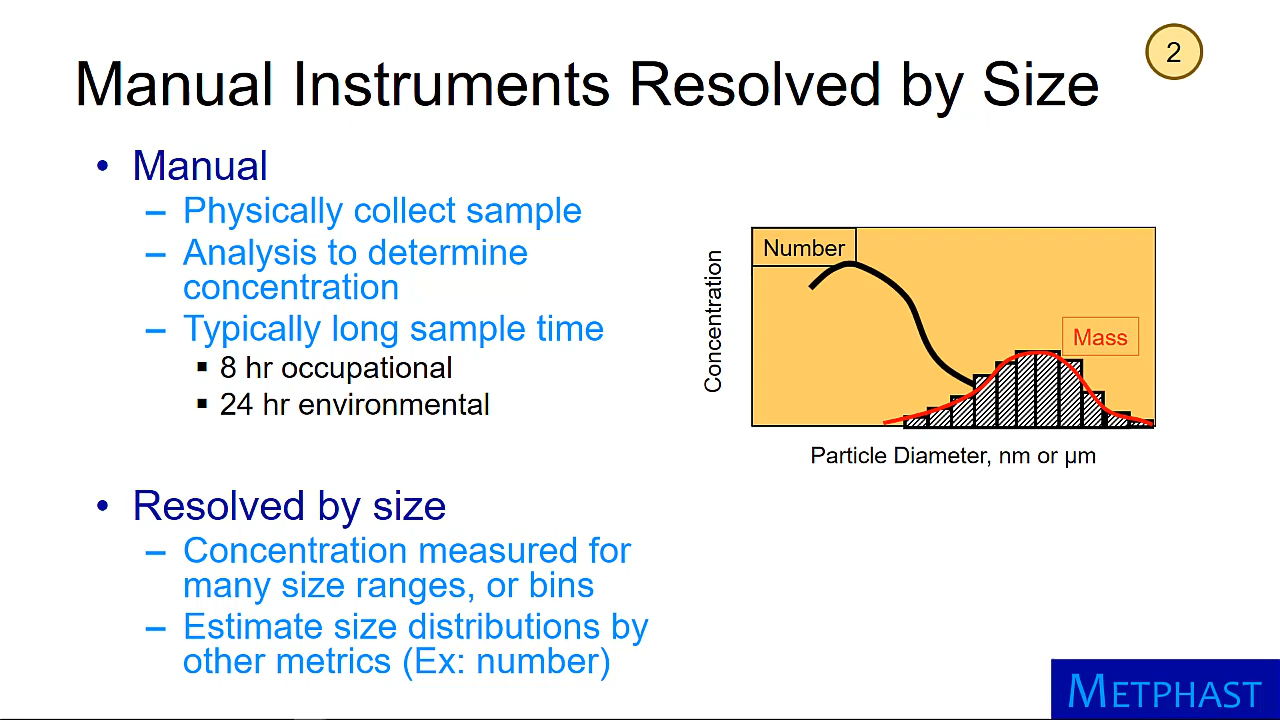 2
Manual Instruments Resolved by Size
• Manual
– Physically collect sample
– Analysis to determine
concentration
– Typically long sample time
▪ 8 hr occupational
▪ 24 hr environmental
• Resolved by size
– Concentration measured for
many size ranges, or bins
– Estimate size distributions by
other metrics (Ex: number)
Number
Mass
Concentration
Particle Diameter, nm or µm
METPHAST